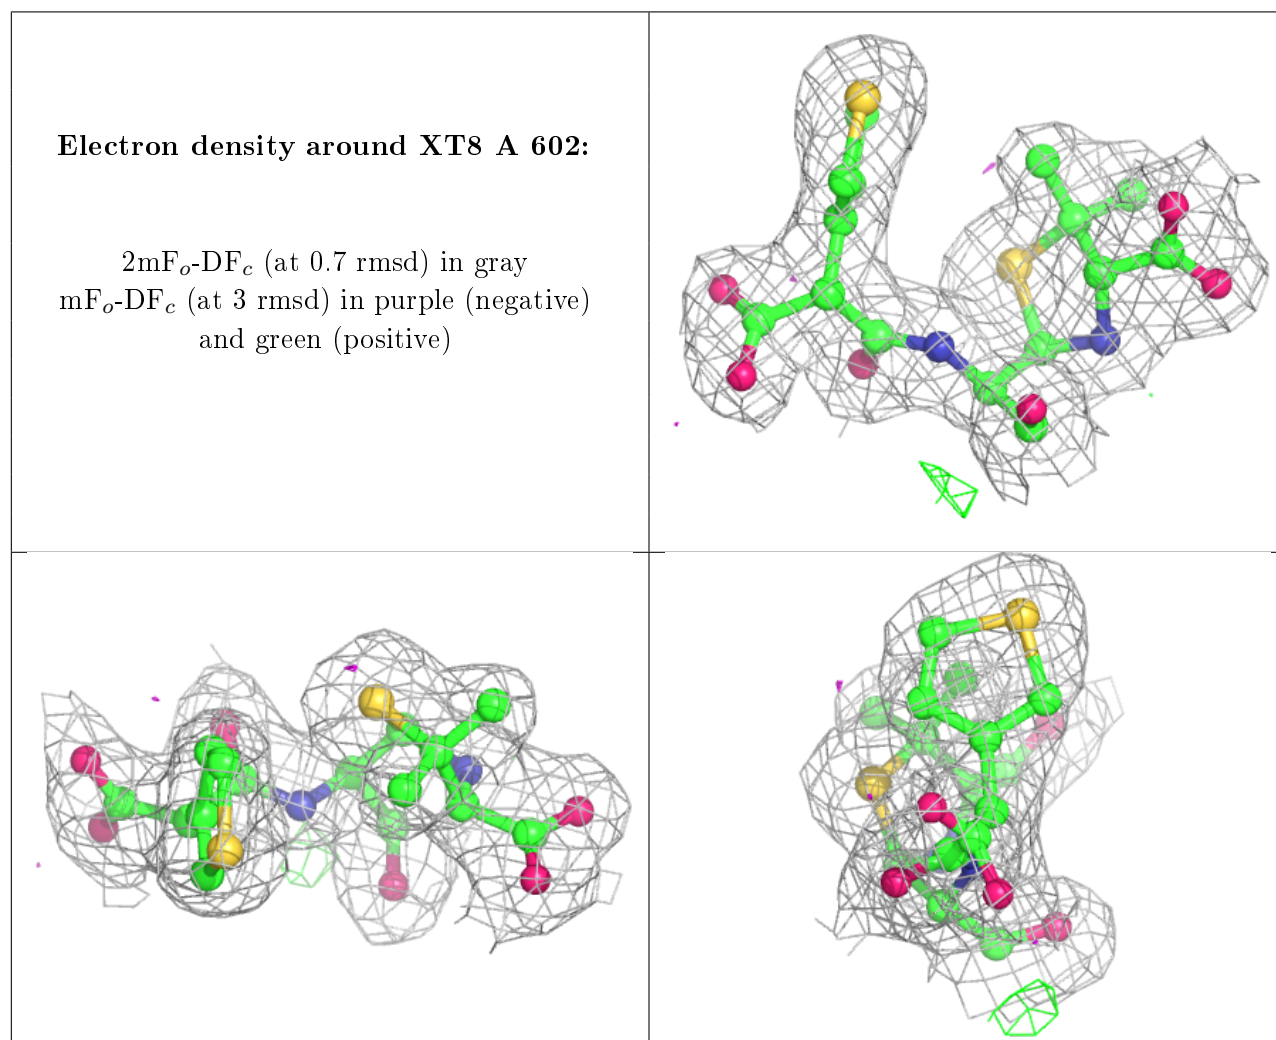 Electron density around XT8 A 602:
2mFo-DFc (at 0.7 rmsd) in gray
mFo-DFc (at 3 rmsd) in purple (negative)
and green (positive)